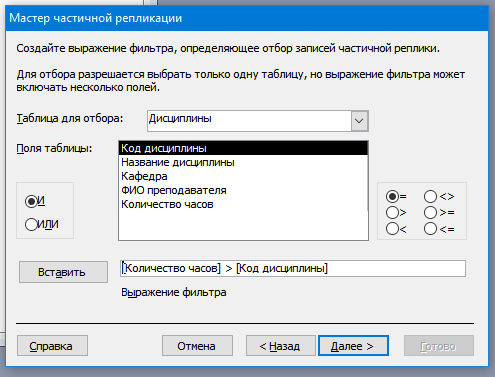 Мастер частичной репликации
Создайте выражение фильтра, определяющее отбор записей частичной реплики.
Для отбора разрешается выбрать только одну таблицу, но выражение фильтра может
включать несколько полей.
Таблица для отбора: Дисциплины
Поля таблицы: Код дисциплины
Название дисциплины
Кафедра
ФИО преподавателя
Количество часов
И
ИЛИ
= <>
> >=
< <=
Вставить [Количество часов] > [Код дисциплины]
Выражение фильтра
Справка Отмена < Назад Далее > Готово